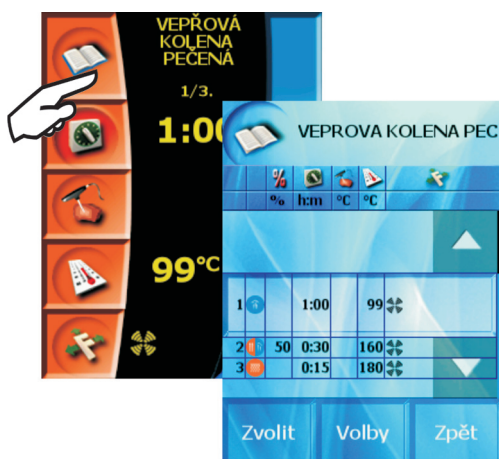 VEPŘOVÁ
KOLENA
PEČENÁ
1/3.
1:00
99°C
VEPROVA KOLENA PEC
%
% h:m °C °C
1 1:00 99
2 50 0:30 160
3 0:15 180
Zvolit Volby Zpět